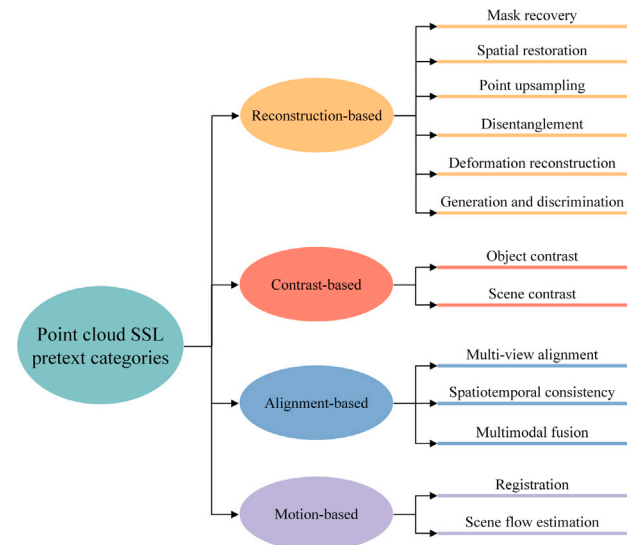 Point cloud SSL
pretext categories
Reconstruction-based
Mask recovery
Spatial restoration
Point upsampling
Disentanglement
Deformation reconstruction
Generation and discrimination
Contrast-based
Object contrast
Scene contrast
Alignment-based
Multi-view alignment
Spatiotemporal consistency
Multimodal fusion
Motion-based
Registration
Scene flow estimation